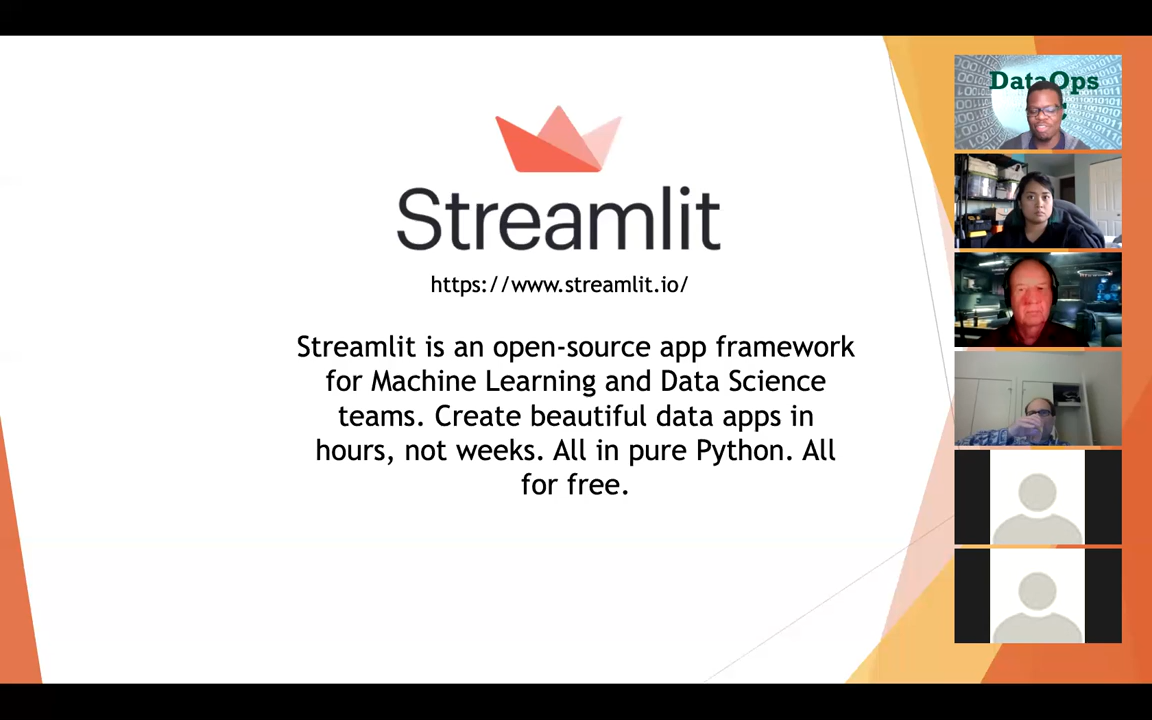 Streamlit
https://www.streamlit.io/
Streamlit is an open-source app framework
for Machine Learning and Data Science
teams. Create beautiful data apps in
hours, not weeks. All in pure Python. All
for free.
DataOps